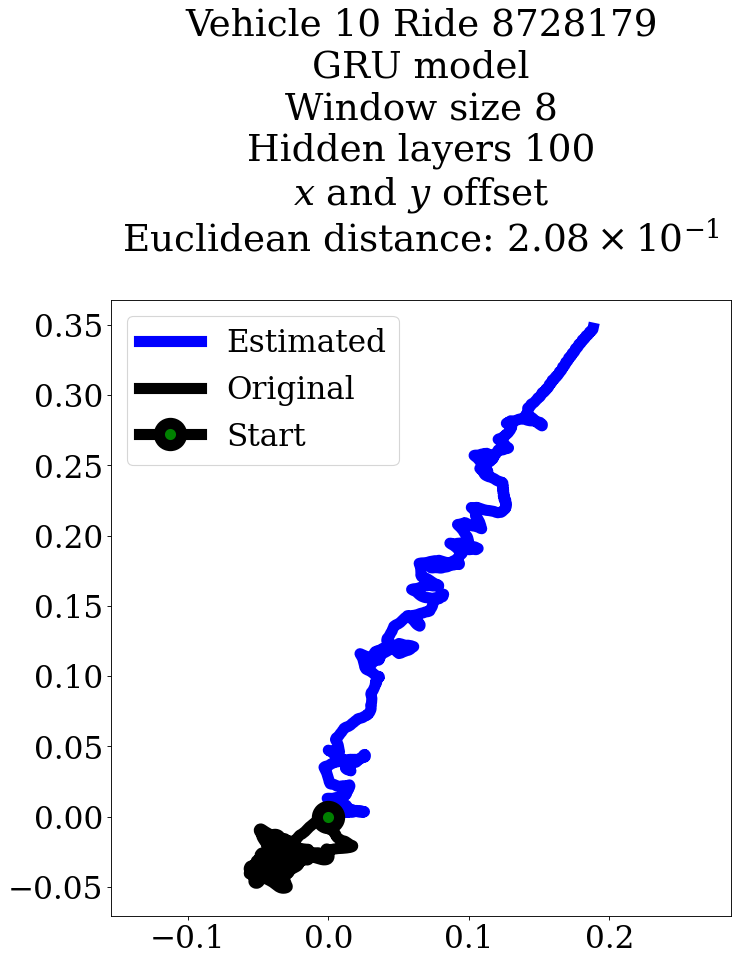 Vehicle 10 Ride 8728179
GRU model
Window size 8
Hidden layers 100
x and y offset
Euclidean distance: 2.08 × 10⁻¹
Estimated
Original
Start
0.35
0.30
0.25
0.20
0.15
0.10
0.05
0.00
−0.05
−0.1 0.0 0.1 0.2